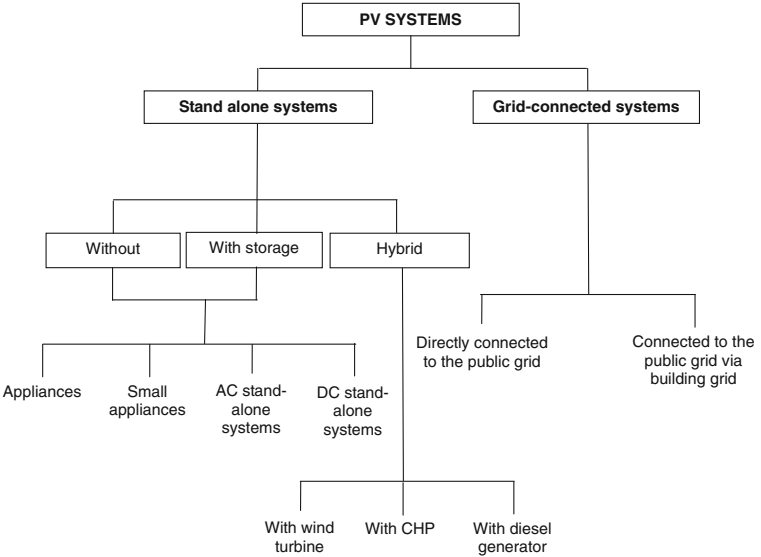 PV SYSTEMS
Stand alone systems
Grid-connected systems
Without
With storage
Hybrid
Directly connected
to the public grid
Connected to the
public grid via
building grid
Appliances
Small
appliances
AC stand-
alone
systems
DC stand-
alone
systems
With wind
turbine
With CHP
With diesel
generator